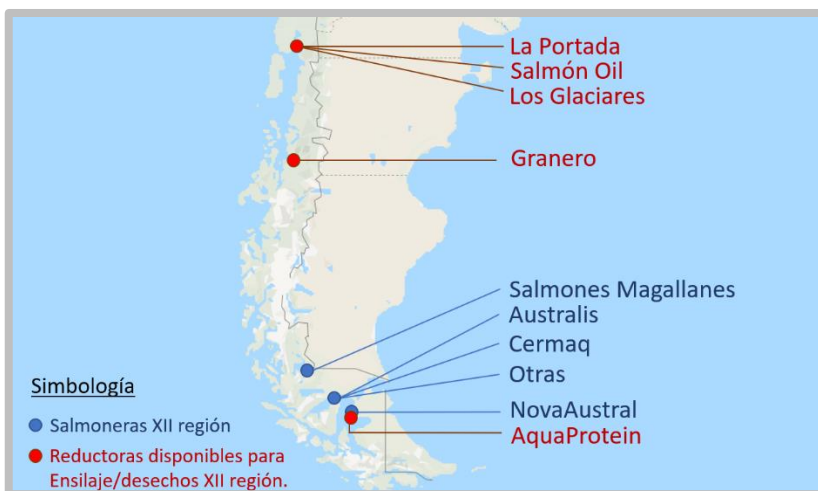 La Portada
Salmón Oil
Los Glaciares
Granero
Salmones Magallanes
Australis
Cermaq
Otras
NovaAustral
AquaProtein
Simbología
Salmoneras XII región
Reductoras disponibles para
Ensilaje/desechos XII región.